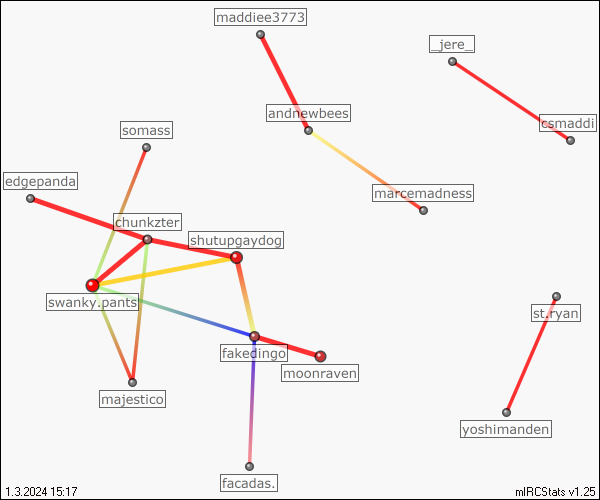 maddiee3773
_jere_
andnewbees
csmaddi
somass
edgepanda
marcemadness
chunkzter
shutupgaydog
swanky.pants
st.ryan
fakedingo
moonraven
majestico
yoshimanden
facadas.
1.3.2024 15:17
mIRCStats v1.25